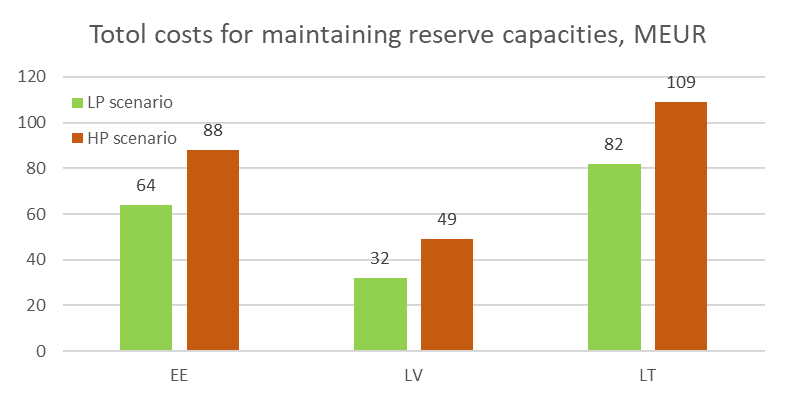 Totol costs for maintaining reserve capacities, MEUR
120
100
80
60
40
20
0
LP scenario
HP scenario
64
88
32
49
82
109
EE
LV
LT